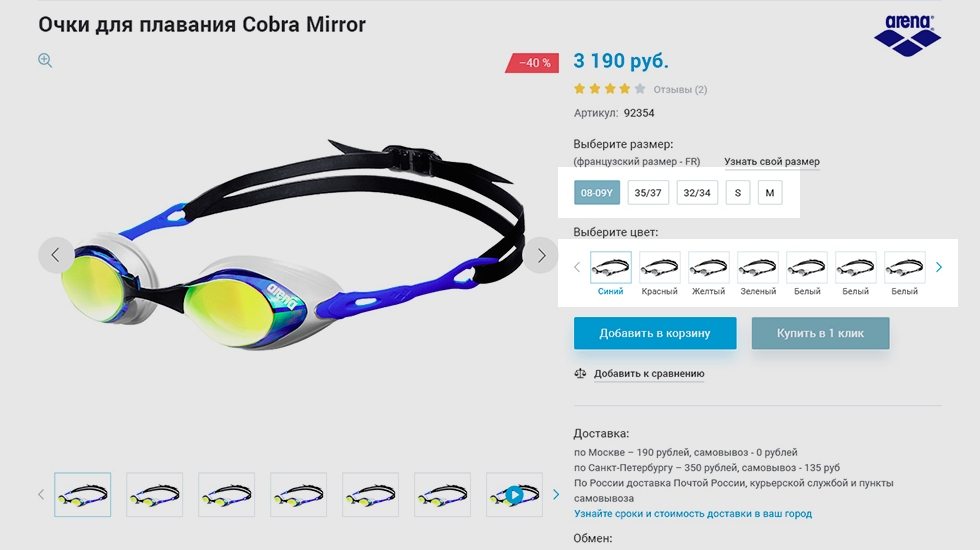 Очки для плавания Cobra Mirror
arena
−40 %
3 190 руб.
Отзывы (2)
Артикул: 92354
Выберите размер:
(французский размер - FR) Узнать свой размер
08-09Y 35/37 32/34 S M
Выберите цвет:
Синий Красный Желтый Зеленый Белый Белый Белый
Добавить в корзину Купить в 1 клик
Добавить к сравнению
arena
Доставка:
по Москве – 190 рублей, самовывоз - 0 рублей
по Санкт-Петербургу – 350 рублей, самовывоз - 135 руб
По России доставка Почтой России, курьерской службой и пункты
самовывоза
Узнайте сроки и стоимость доставки в ваш город
Обмен: